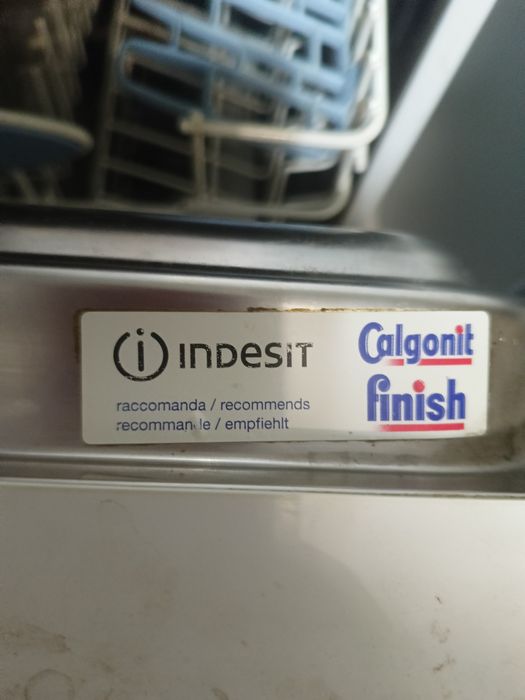 INDESIT
raccomanda / recommends
recommande / empfiehlt
Calgonit
finish